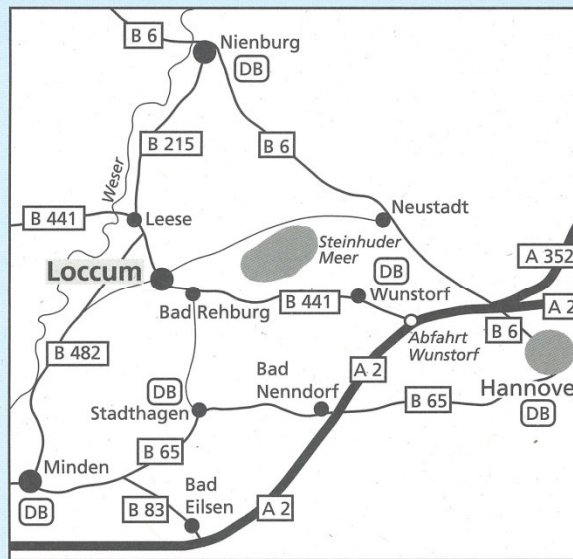 B 6
Nienburg
DB
B 215
B 6
Weser
B 441
Leese
Neustadt
Steinhuder
Meer
A 352
Loccum
DB
Wunstorf
B 441
Bad Rehburg
A 2
B 6
Abfahrt
Wunstorf
B 482
A 2
Bad
Nenndorf
Hannove
DB
Stadthagen
B 65
DB
B 65
Minden
Bad
Eilsen
A 2
DB
B 83